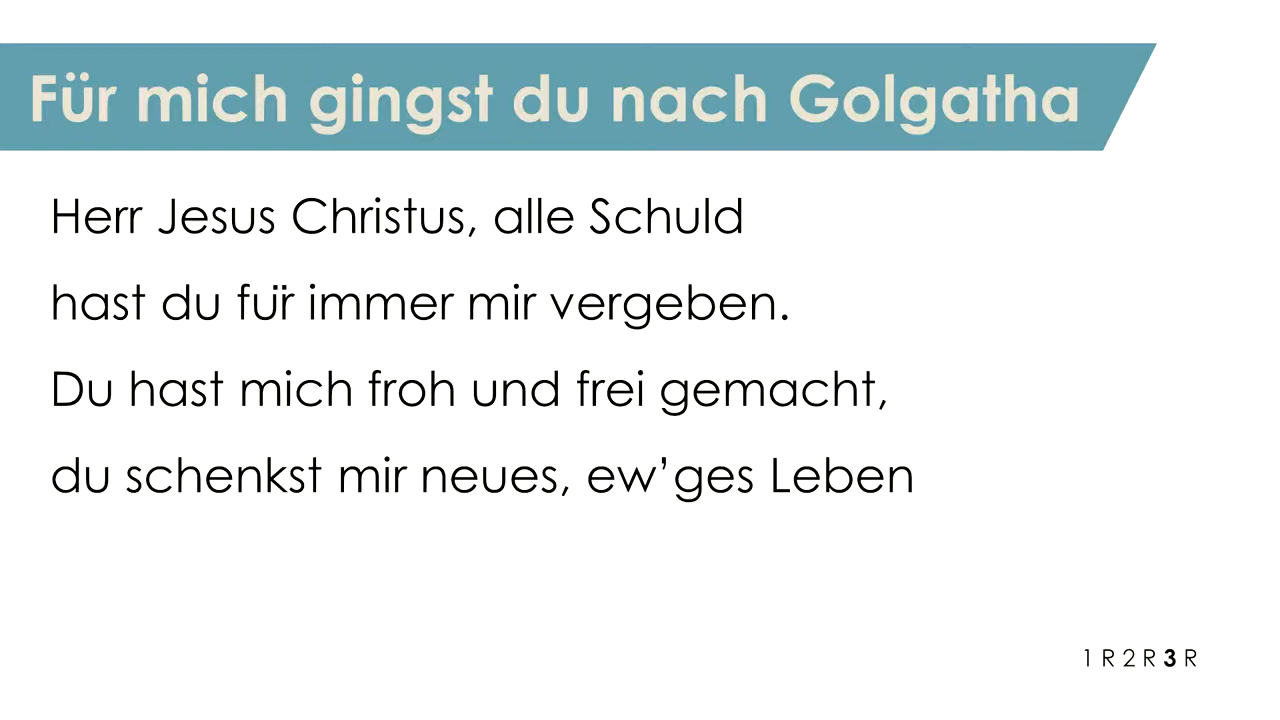 Für mich gingst du nach Golgatha
Herr Jesus Christus, alle Schuld
hast du für immer mir vergeben.
Du hast mich froh und frei gemacht,
du schenkst mir neues, ew’ges Leben
1 R 2 R 3 R